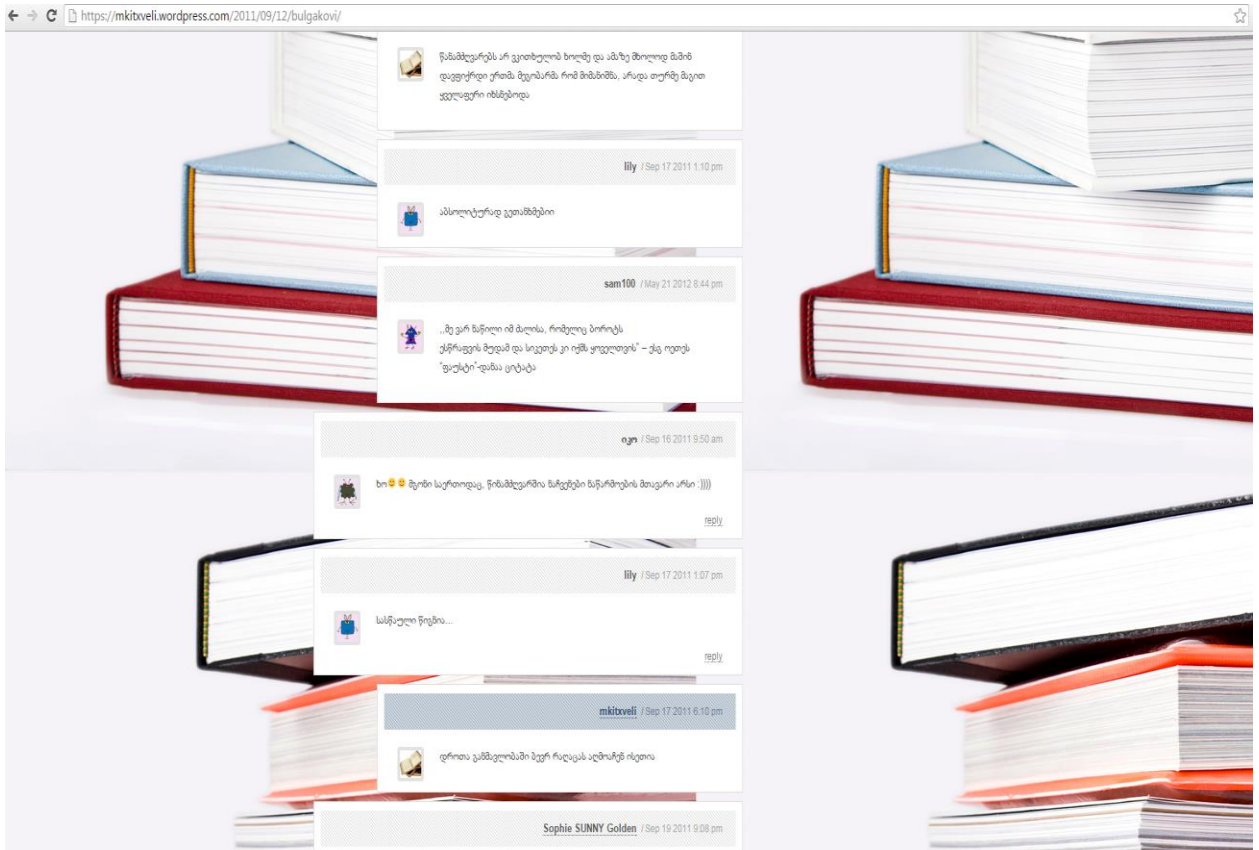 https://mkitxveli.wordpress.com/2011/09/12/bulgakovi/
წანამძღვარებს არ ვკითხულობ ხოლმე და ამაზე მხოლოდ მაშინ
დავფიქრდი ერთმა მეგობარმა რომ მიმანიშნა, არადა თურმე მაგით
ყველაფერი იხსნებოდა
lily / Sep 17 2011 1:10 pm
აბსოლიტურად გეთანხმებიი
sam100 / May 21 2012 8:44 pm
,,მე ვარ ნაწილი იმ ძალისა, რომელიც ბოროტს
ესწრაფვის მუდამ და სიკეთეს კი იქმს ყოველთვის" – ესგ ოეთეს
"ფაუსტი"-დანაა ციტატა
იკო / Sep 16 2011 9:50 am
ხო მგონი საერთოდაც, წინამძღვარშია ნაჩვენები ნაწარმოების მთავარი არსი :))))
reply
lily / Sep 17 2011 1:07 pm
სასწაული წიგნია...
reply
mkitxveli / Sep 17 2011 6:10 pm
დროთა განმავლობაში ბევრ რაღაცას აღმოაჩენ ისეთია
Sophie SUNNY Golden / Sep 19 2011 9:08 pm